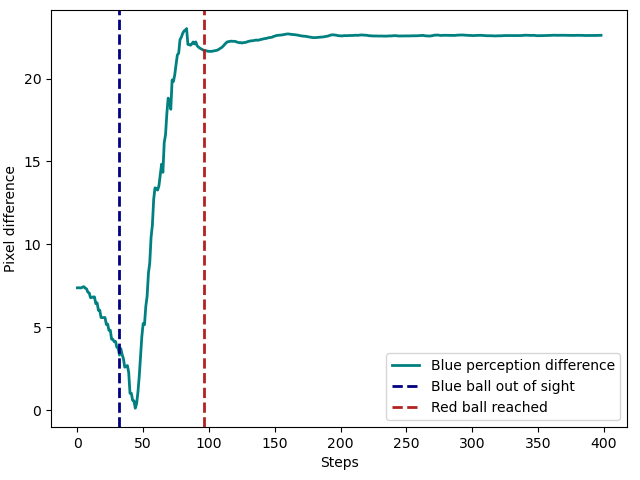 20
15
10
5
0
Pixel difference
0
50
100
150
200
250
300
350
400
Steps
Blue perception difference
Blue ball out of sight
Red ball reached